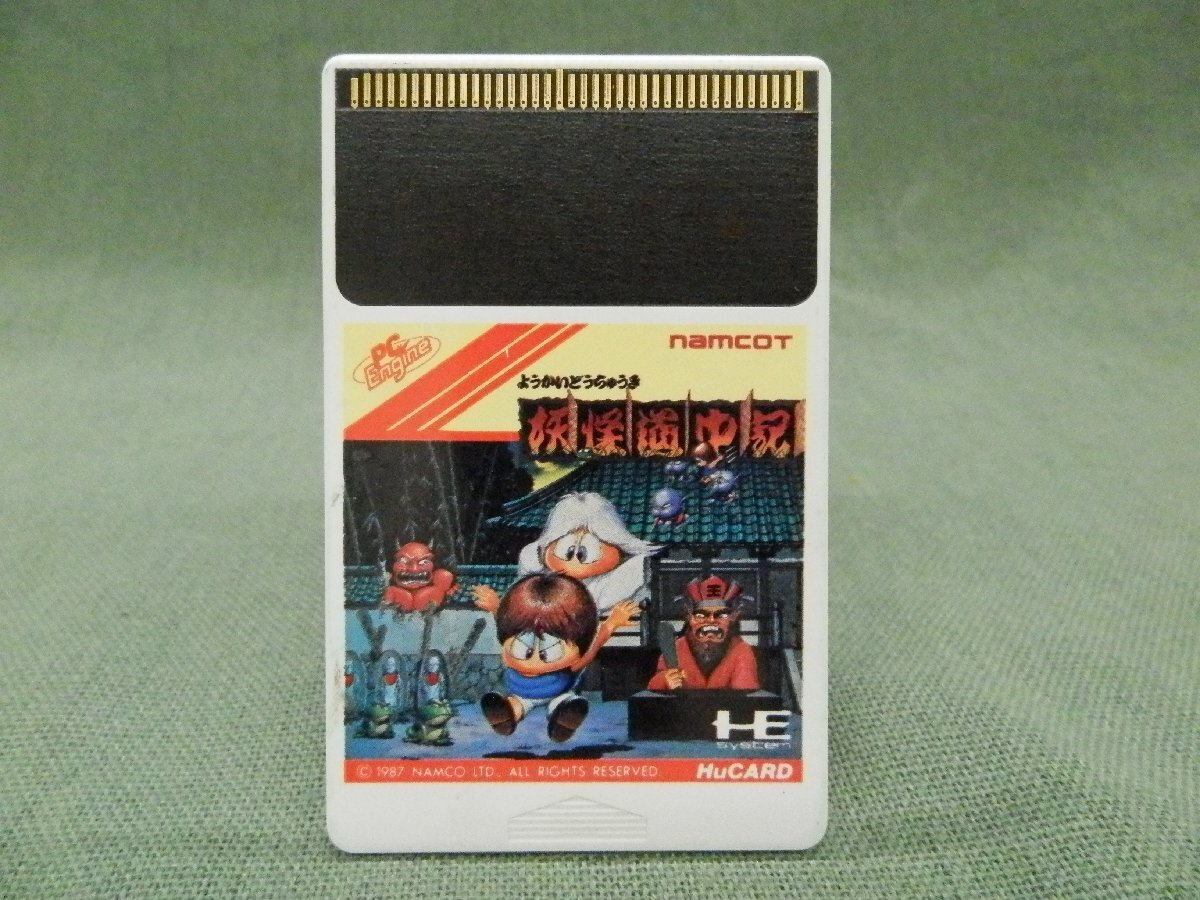 PC Engine
namcoT
ようかいどうちゅうき
妖怪道中記
王
HE
system
© 1987 NAMCO LTD., ALL RIGHTS RESERVED
HuCARD